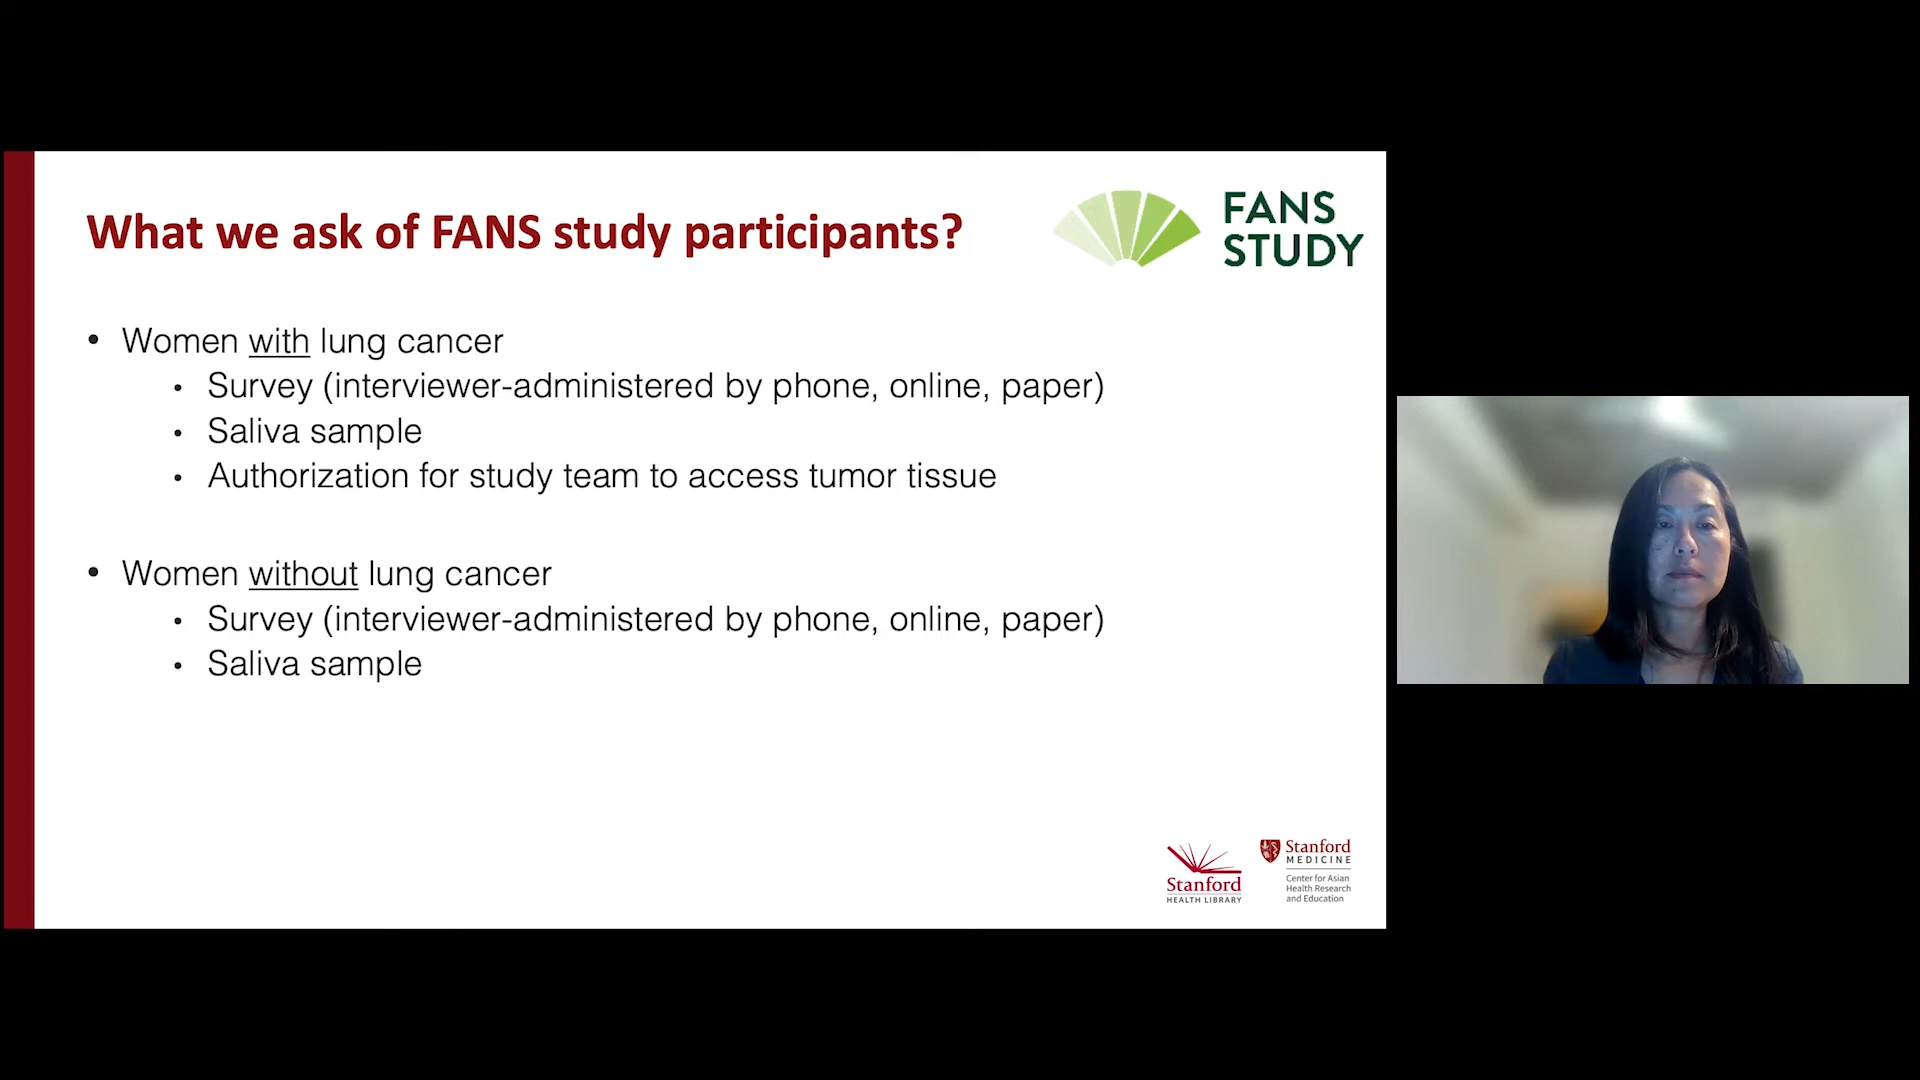 What we ask of FANS study participants?
FANS
STUDY
• Women with lung cancer
• Survey (interviewer-administered by phone, online, paper)
• Saliva sample
• Authorization for study team to access tumor tissue
• Women without lung cancer
• Survey (interviewer-administered by phone, online, paper)
• Saliva sample
Stanford
HEALTH LIBRARY
Stanford
MEDICINE
Center for Asian
Health Research
and Education